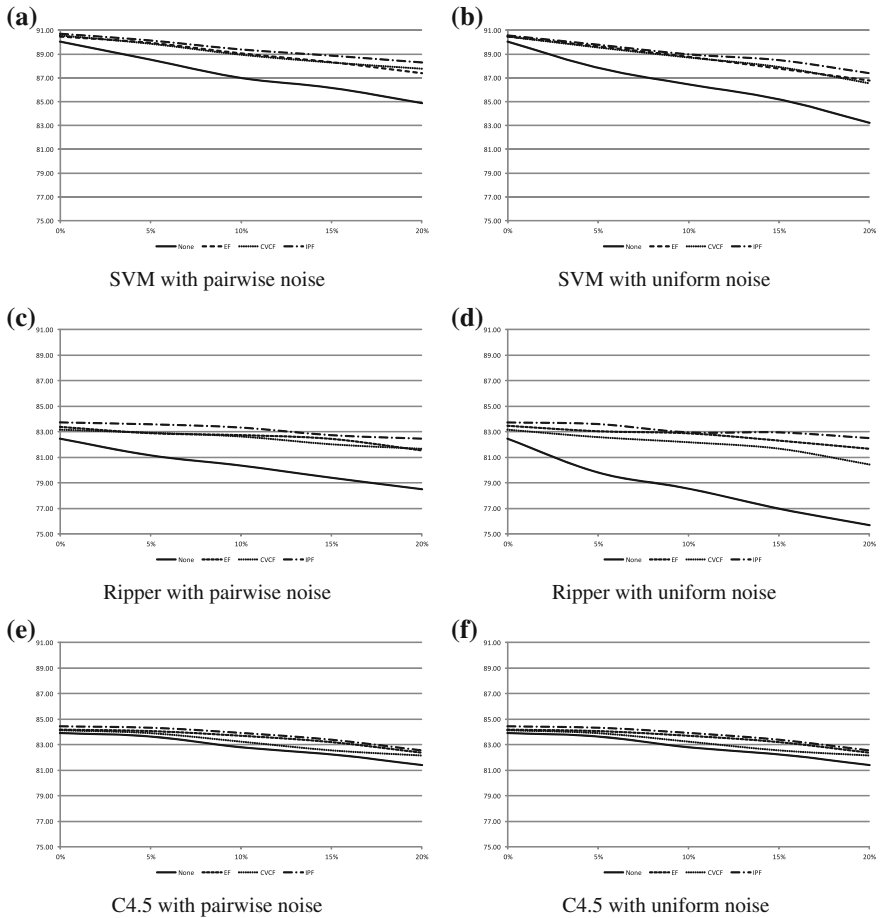 (a)
91.00
89.00
87.00
85.00
83.00
81.00
79.00
77.00
75.00
0% 5% 10% 15% 20%
None EF CVCF IPF
SVM with pairwise noise
(b)
91.00
89.00
87.00
85.00
83.00
81.00
79.00
77.00
75.00
0% 5% 10% 15% 20%
None EF CVCF IPF
SVM with uniform noise
(c)
91.00
89.00
87.00
85.00
83.00
81.00
79.00
77.00
75.00
0% 5% 10% 15% 20%
None EF CVCF IPF
Ripper with pairwise noise
(d)
91.00
89.00
87.00
85.00
83.00
81.00
79.00
77.00
75.00
0% 5% 10% 15% 20%
None EF CVCF IPF
Ripper with uniform noise
(e)
91.00
89.00
87.00
85.00
83.00
81.00
79.00
77.00
75.00
0% 5% 10% 15% 20%
None EF CVCF IPF
C4.5 with pairwise noise
(f)
91.00
89.00
87.00
85.00
83.00
81.00
79.00
77.00
75.00
0% 5% 10% 15% 20%
None EF CVCF IPF
C4.5 with uniform noise